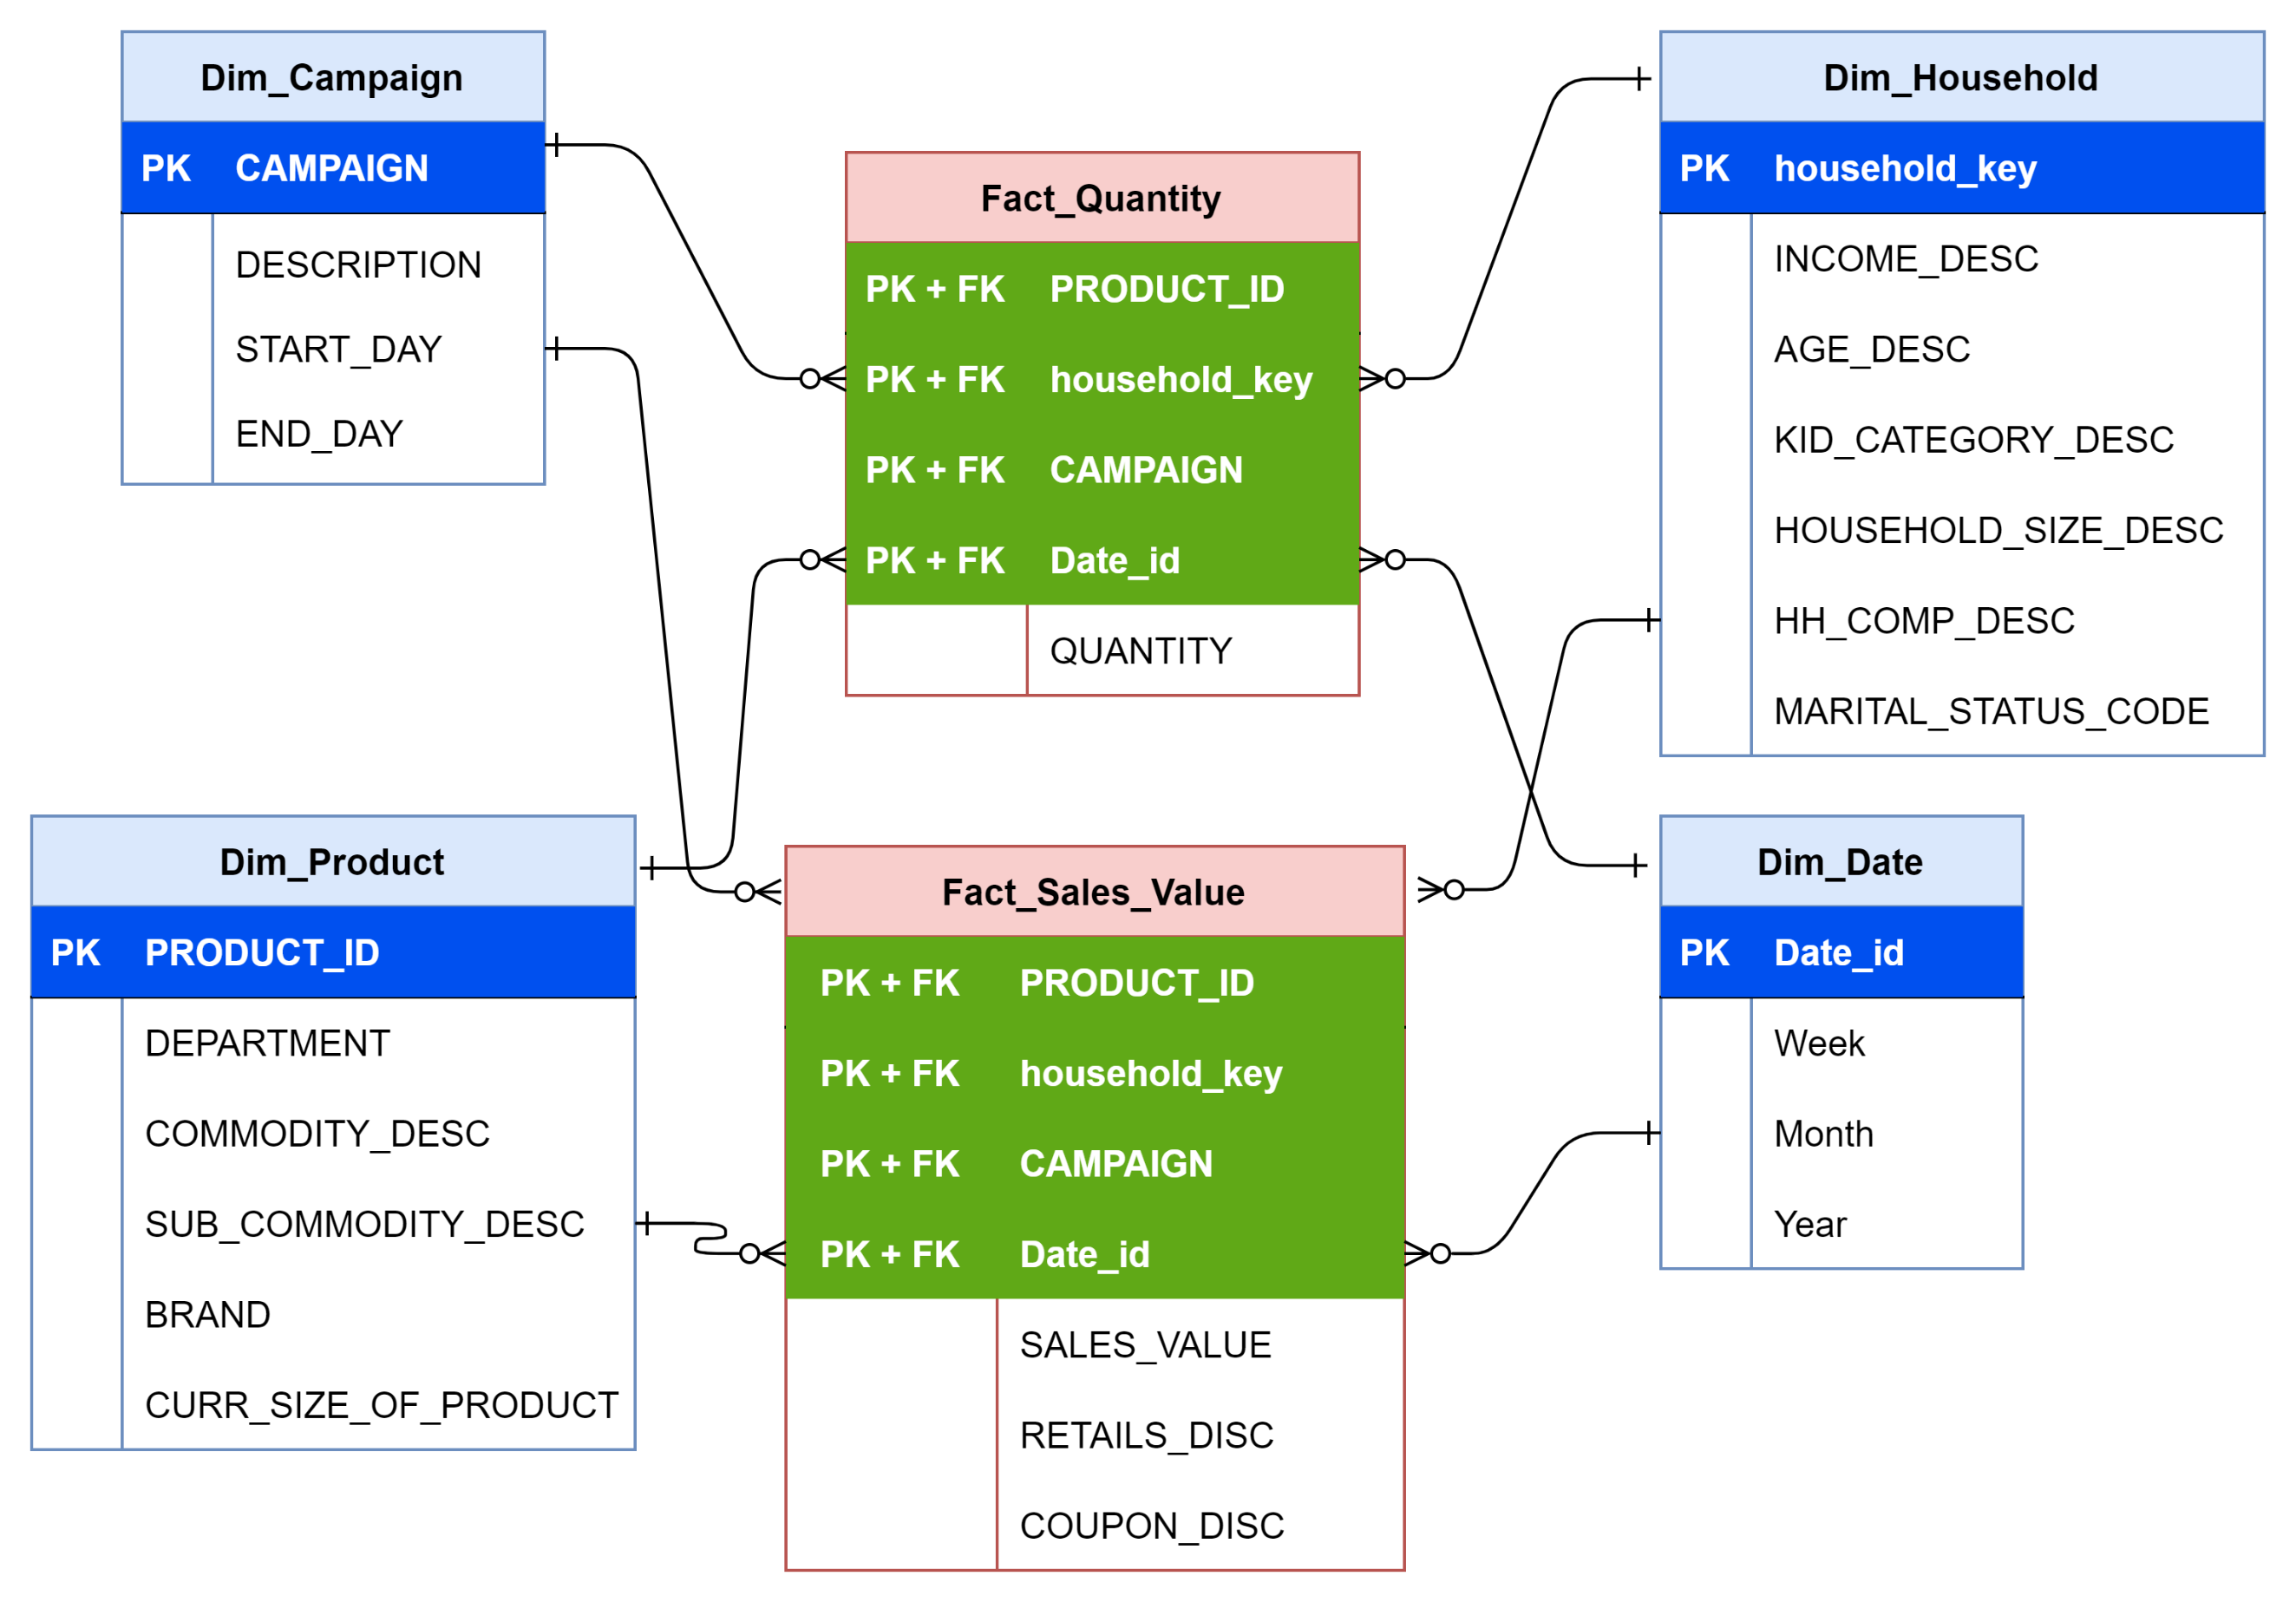 Dim_Campaign
PK CAMPAIGN
DESCRIPTION
START_DAY
END_DAY
Fact_Quantity
PK + FK PRODUCT_ID
PK + FK household_key
PK + FK CAMPAIGN
PK + FK Date_id
QUANTITY
Dim_Household
PK household_key
INCOME_DESC
AGE_DESC
KID_CATEGORY_DESC
HOUSEHOLD_SIZE_DESC
HH_COMP_DESC
MARITAL_STATUS_CODE
Dim_Product
PK PRODUCT_ID
DEPARTMENT
COMMODITY_DESC
SUB_COMMODITY_DESC
BRAND
CURR_SIZE_OF_PRODUCT
Fact_Sales_Value
PK + FK PRODUCT_ID
PK + FK household_key
PK + FK CAMPAIGN
PK + FK Date_id
SALES_VALUE
RETAILS_DISC
COUPON_DISC
Dim_Date
PK Date_id
Week
Month
Year